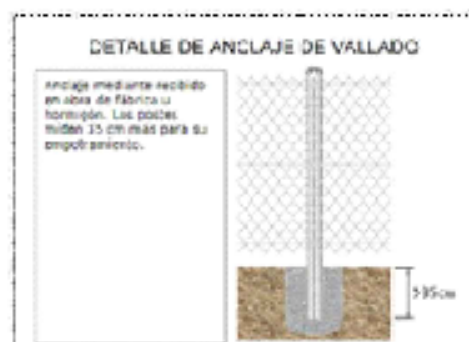 DETALLE DE ANCLAJE DE VALLADO
Anclaje mediante recibido
en obra de fábrica u
hormigón. Los postes
miden 35 cm más para su
empotramiento.